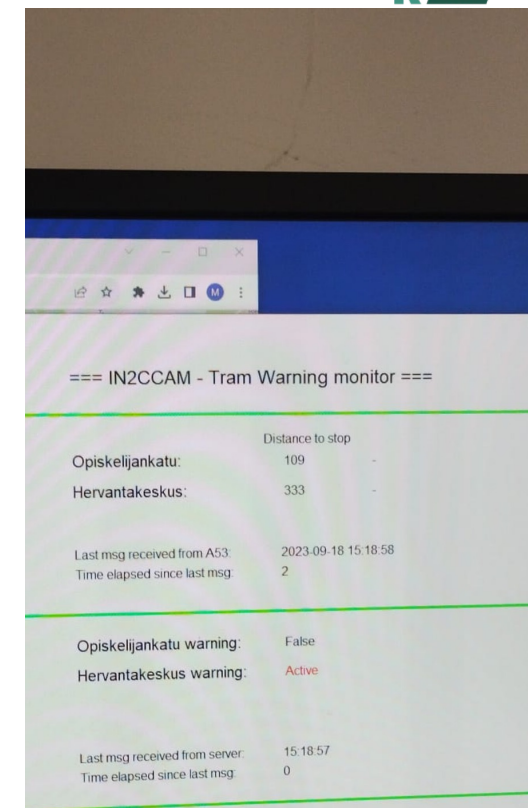 M
=== IN2CCAM - Tram Warning monitor ===
Distance to stop
Opiskelijankatu: 109 -
Hervantakeskus: 333 -
Last msg received from A53: 2023-09-18 15:18:58
Time elapsed since last msg: 2
Opiskelijankatu warning: False
Hervantakeskus warning: Active
Last msg received from server: 15:18:57
Time elapsed since last msg: 0